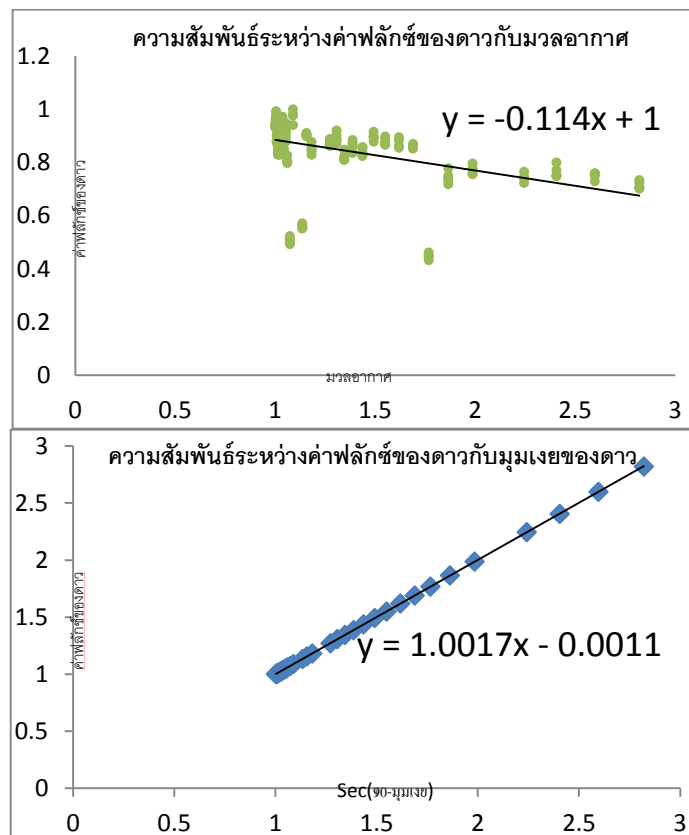 ความสัมพันธ์ระหว่างค่าฟลักซ์ของดาวกับมวลอากาศ
1.2
1
0.8
0.6
0.4
0.2
0
y = -0.114x + 1
ค่าฟลักซ์ของดาว
มวลอากาศ
0 0.5 1 1.5 2 2.5 3
ความสัมพันธ์ระหว่างค่าฟลักซ์ของดาวกับมุมเงยของดาว
3
2.5
2
1.5
1
0.5
0
y = 1.0017x - 0.0011
ค่าฟลักซ์ของดาว
Sec(90-มุมเงย)
0 0.5 1 1.5 2 2.5 3